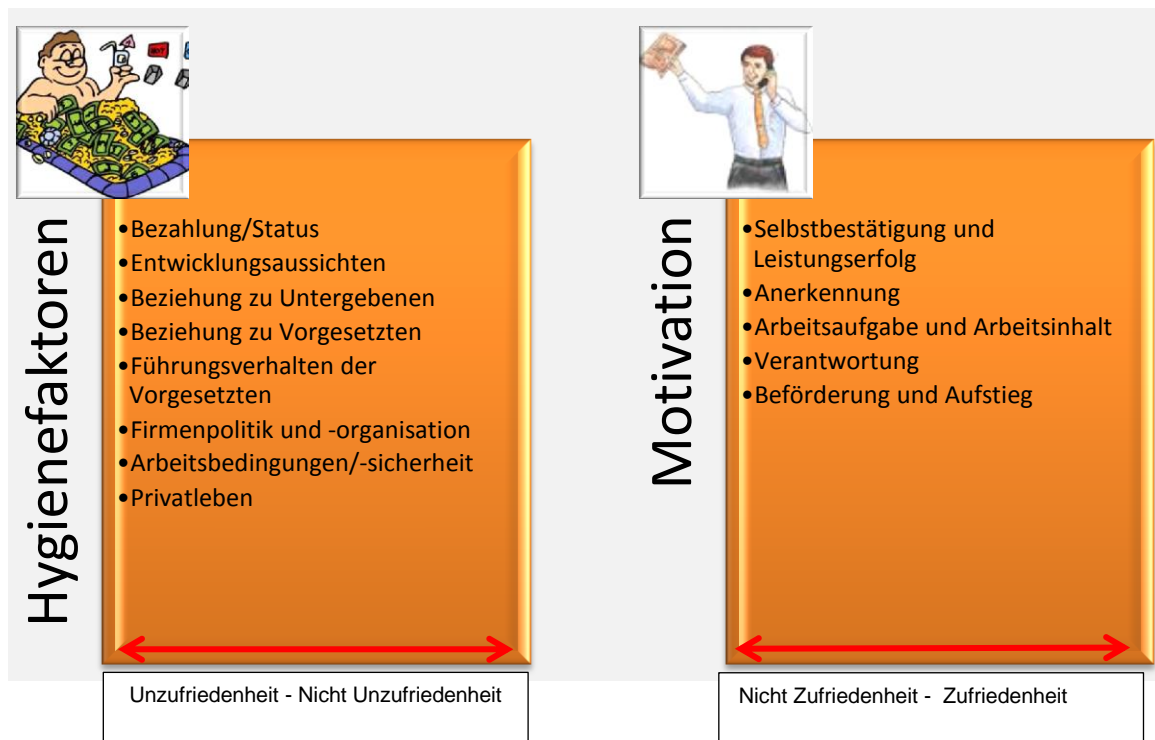 Hygienefaktoren
•Bezahlung/Status
•Entwicklungsaussichten
•Beziehung zu Untergebenen
•Beziehung zu Vorgesetzten
•Führungsverhalten der
Vorgesetzten
•Firmenpolitik und -organisation
•Arbeitsbedingungen/-sicherheit
•Privatleben
Unzufriedenheit - Nicht Unzufriedenheit
Motivation
•Selbstbestätigung und
Leistungserfolg
•Anerkennung
•Arbeitsaufgabe und Arbeitsinhalt
•Verantwortung
•Beförderung und Aufstieg
Nicht Zufriedenheit - Zufriedenheit